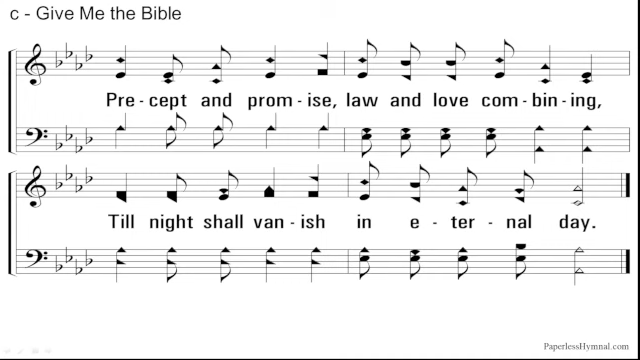 c - Give Me the Bible
Pre - cept and prom - ise, law and love com - bin - ing,
Till night shall van - ish in e - ter - nal day.
PaperlessHymnal.com